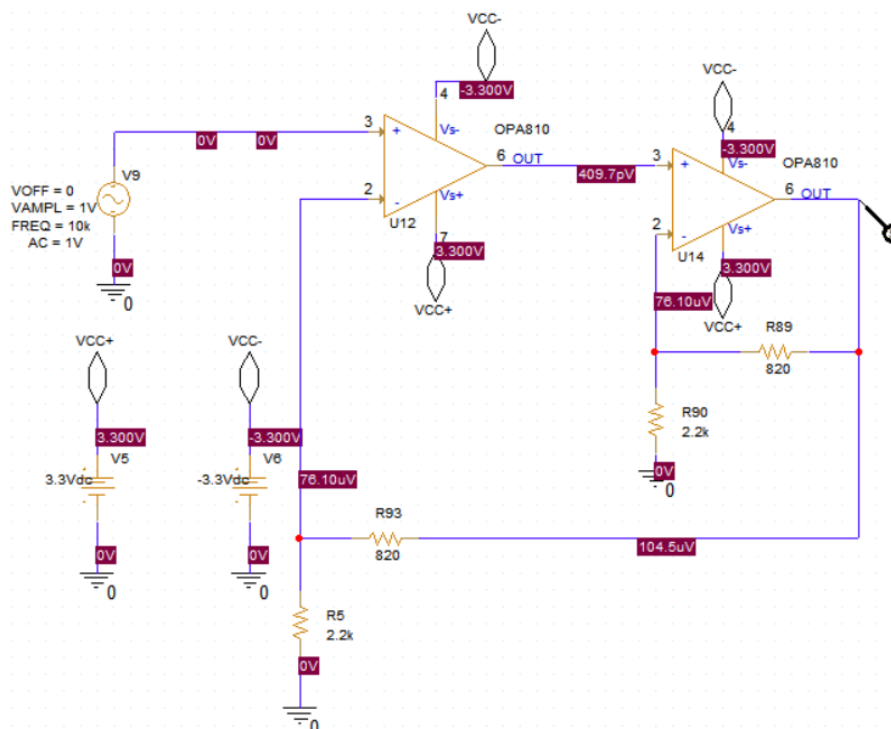 VCC-
VCC-
4
-3.300V
4
-3.300V
3
+
Vs-
OPA810
3
+
Vs-
OPA810
0V
0V
6
OUT
409.7pV
6
OUT
V9
VOFF = 0
VAMPL = 1V
FREQ = 10k
AC = 1V
2
-
U12
Vs+
2
-
U14
Vs+
7
3.300V
3.300V
0V
0
VCC+
76.10uV
VCC+
VCC+
VCC-
R89
820
R90
2.2k
3.300V
-3.300V
V5
V6
3.3Vdc
-3.3Vdc
76.10uV
0V
0
R93
820
104.5uV
0V
0V
0
0
R5
2.2k
0V
0